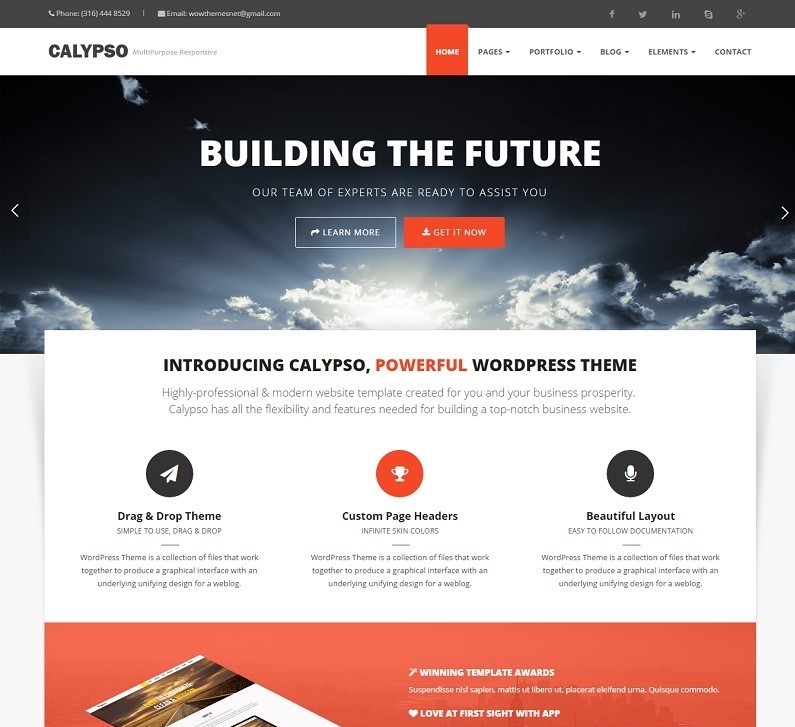 Phone: (316) 444 8529 | Email: wowthemesnet@gmail.com
CALYPSO MultiPurpose Responsive
HOME PAGES PORTFOLIO BLOG ELEMENTS CONTACT
BUILDING THE FUTURE
OUR TEAM OF EXPERTS ARE READY TO ASSIST YOU
LEARN MORE GET IT NOW
INTRODUCING CALYPSO, POWERFUL WORDPRESS THEME
Highly-professional & modern website template created for you and your business prosperity.
Calypso has all the flexibility and features needed for building a top-notch business website.
Drag & Drop Theme
SIMPLE TO USE, DRAG & DROP
WordPress Theme is a collection of files that work
together to produce a graphical interface with an
underlying unifying design for a weblog.
Custom Page Headers
INFINITE SKIN COLORS
WordPress Theme is a collection of files that work
together to produce a graphical interface with an
underlying unifying design for a weblog.
Beautiful Layout
EASY TO FOLLOW DOCUMENTATION
WordPress Theme is a collection of files that work
together to produce a graphical interface with an
underlying unifying design for a weblog.
WINNING TEMPLATE AWARDS
Suspendisse nisl sapien, mattis ut libero ut, placerat eleifend urna. Quisque commodo.
LOVE AT FIRST SIGHT WITH APP